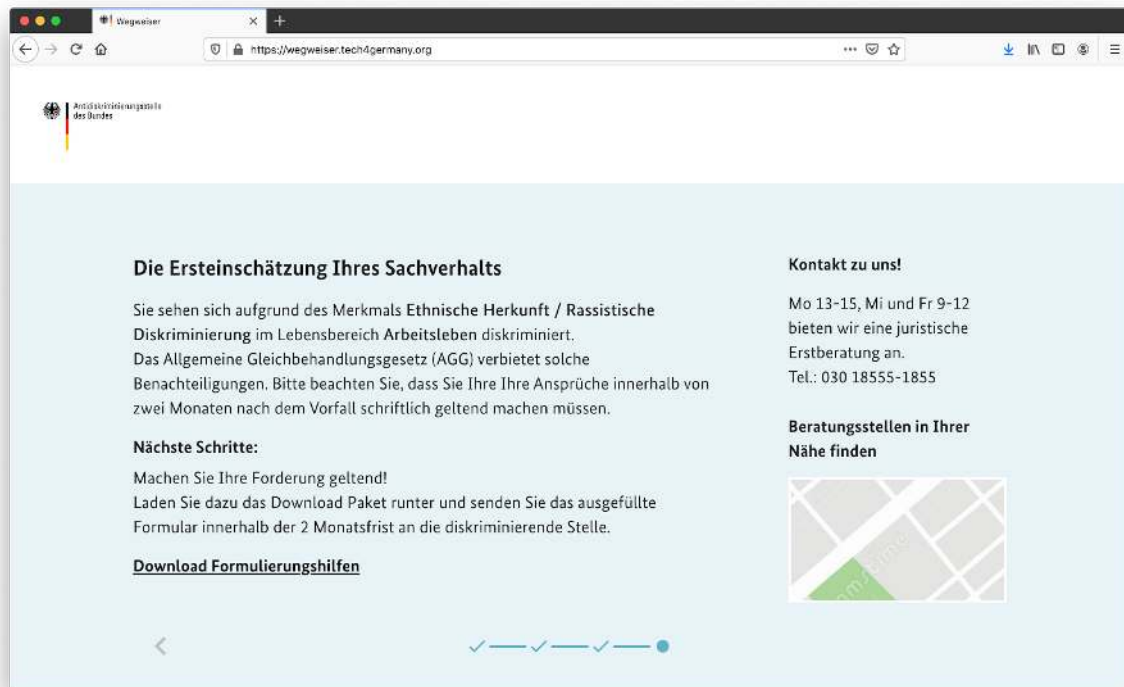 Wegweiser
https://wegweiser.tech4germany.org
Antidiskriminierungsstelle
des Bundes
Die Ersteinschätzung Ihres Sachverhalts
Sie sehen sich aufgrund des Merkmals Ethnische Herkunft / Rassistische
Diskriminierung im Lebensbereich Arbeitsleben diskriminiert.
Das Allgemeine Gleichbehandlungsgesetz (AGG) verbietet solche
Benachteiligungen. Bitte beachten Sie, dass Sie Ihre Ihre Ansprüche innerhalb von
zwei Monaten nach dem Vorfall schriftlich geltend machen müssen.
Nächste Schritte:
Machen Sie Ihre Forderung geltend!
Laden Sie dazu das Download Paket runter und senden Sie das ausgefüllte
Formular innerhalb der 2 Monatsfrist an die diskriminierende Stelle.
Download Formulierungshilfen
Kontakt zu uns!
Mo 13-15, Mi und Fr 9-12
bieten wir eine juristische
Erstberatung an.
Tel.: 030 18555-1855
Beratungsstellen in Ihrer
Nähe finden